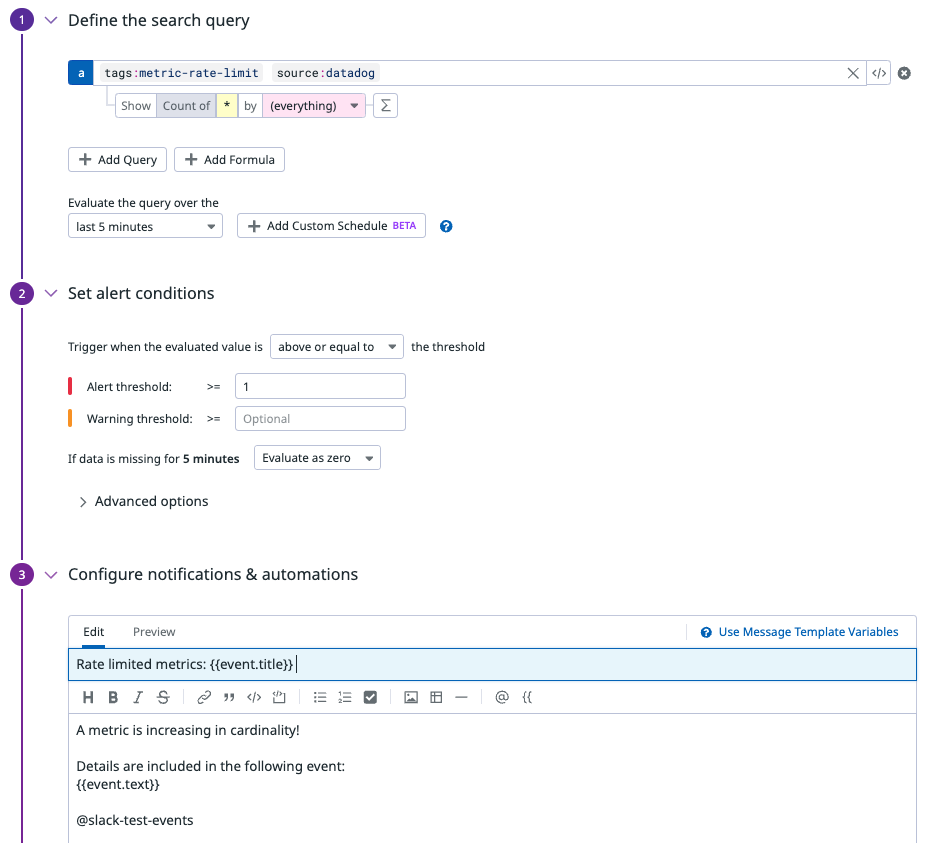 1 Define the search query
a tags:metric-rate-limit source:datadog </>
Show Count of * by (everything) Σ
Add Query Add Formula
Evaluate the query over the
last 5 minutes Add Custom Schedule BETA ?
2 Set alert conditions
Trigger when the evaluated value is above or equal to the threshold
Alert threshold: >= 1
Warning threshold: >= Optional
If data is missing for 5 minutes Evaluate as zero
Advanced options
3 Configure notifications & automations
Edit Preview ? Use Message Template Variables
Rate limited metrics: {{event.title}}
H B I S </> @ {{
A metric is increasing in cardinality!
Details are included in the following event:
{{event.text}}
@slack-test-events